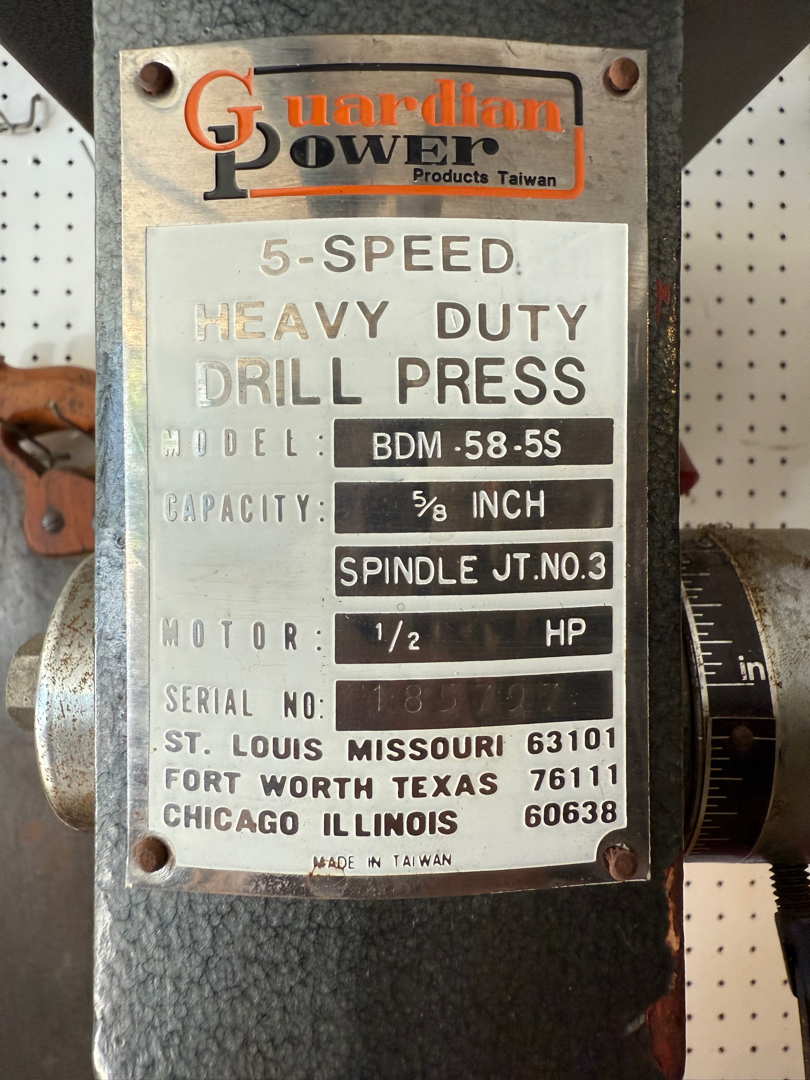 Guardian
Power
Products Taiwan
5-SPEED
HEAVY DUTY
DRILL PRESS
MODEL: BDM-58-5S
CAPACITY: 5/8 INCH
SPINDLE JT.NO.3
MOTOR: 1/2 HP
SERIAL NO:
ST. LOUIS MISSOURI 63101
FORT WORTH TEXAS 76111
CHICAGO ILLINOIS 60638
MADE IN TAIWAN
in